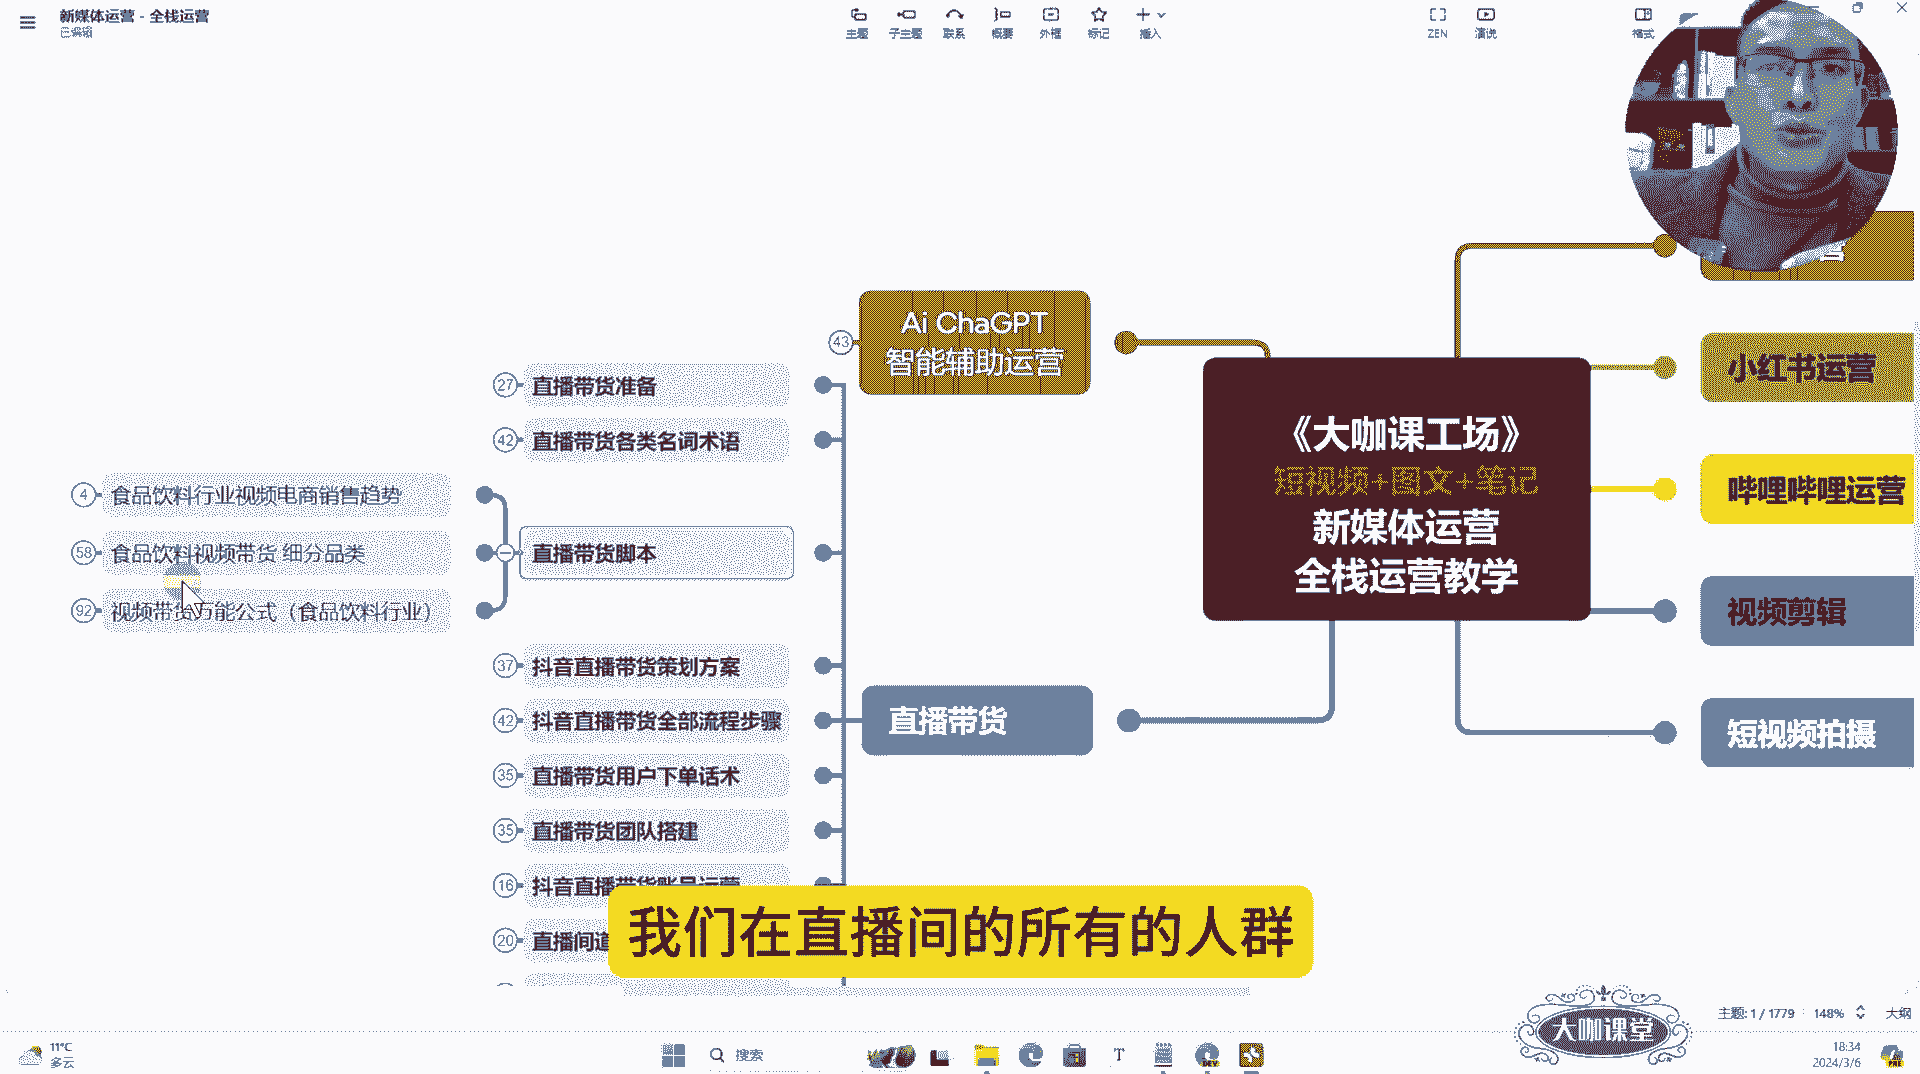 新媒体运营 - 全栈运营
已编辑
主题
子主题
联系
概要
外框
标记
插入
ZEN
演说
格式
43
Ai ChaGPT
智能辅助运营
27
直播带货准备
42
直播带货各类名词术语
4
食品饮料行业视频电商销售趋势
58
食品饮料视频带货 细分品类
92
视频带货万能公式（食品饮料行业）
直播带货脚本
37
抖音直播带货策划方案
42
抖音直播带货全部流程步骤
35
直播带货用户下单话术
35
直播带货团队搭建
16
抖音直播带货账号运营
20
直播间
直播带货
《大咖课工场》
短视频+图文+笔记
新媒体运营
全栈运营教学
小红书运营
哔哩哔哩运营
视频剪辑
短视频拍摄
我们在直播间的所有的人群
大咖课堂
主题: 1 / 1779
148%
大纲
11°C
多云
搜索
18:34
2024/3/6